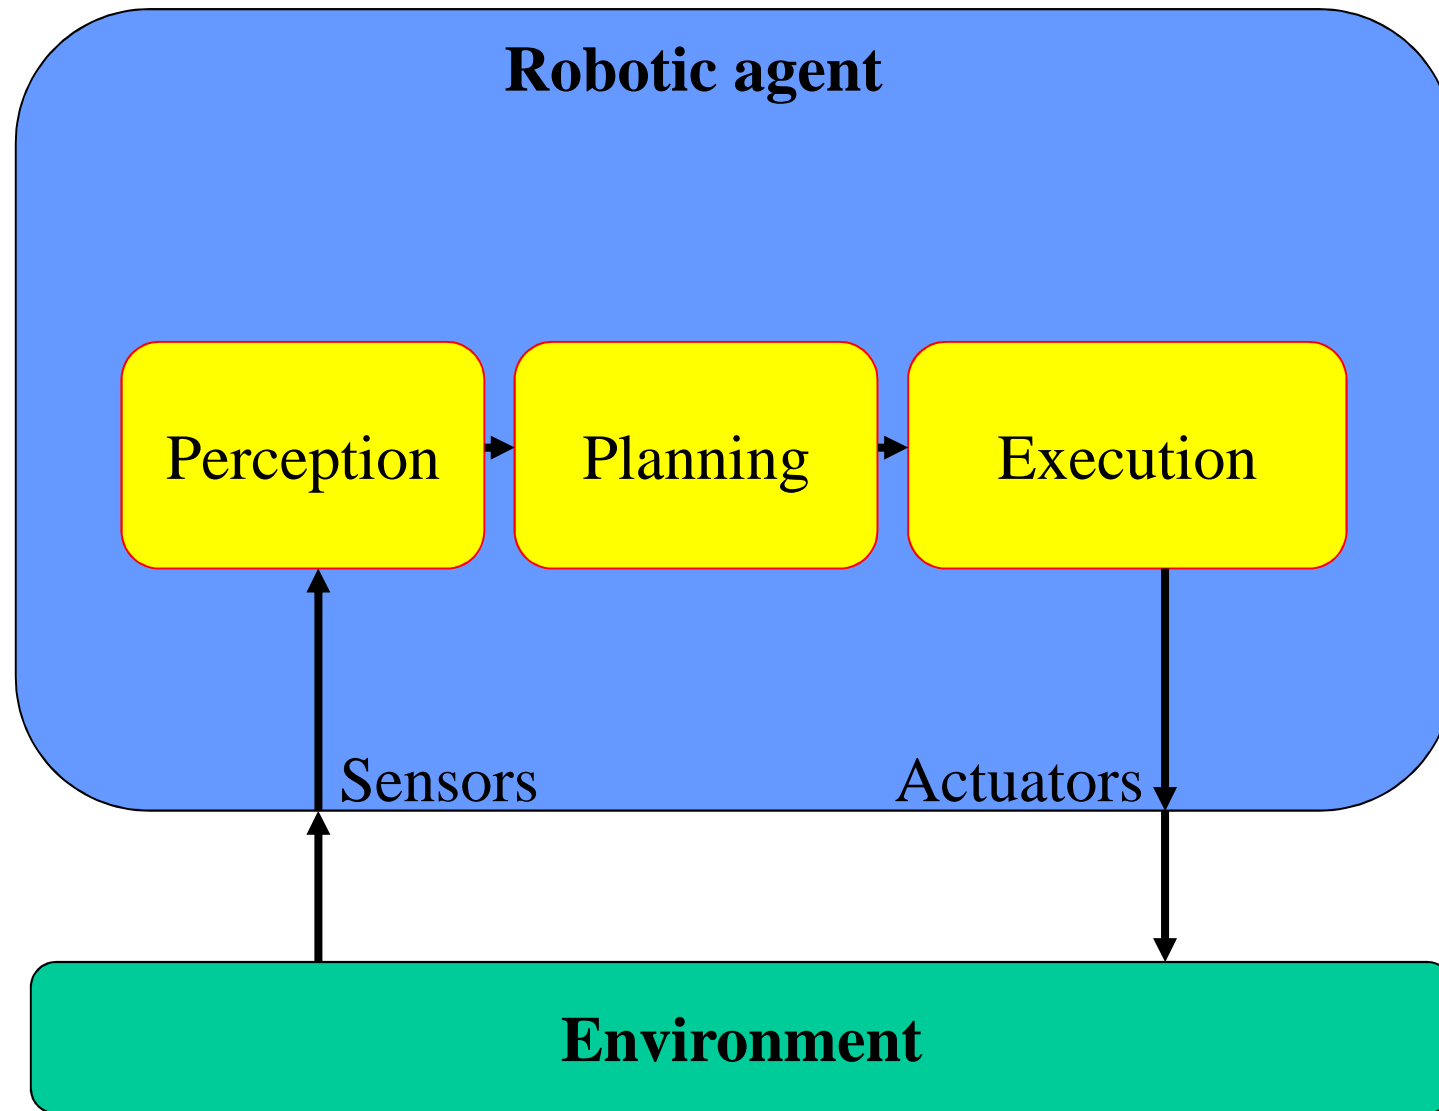 Robotic agent
Perception
Planning
Execution
Sensors
Actuators
Environment